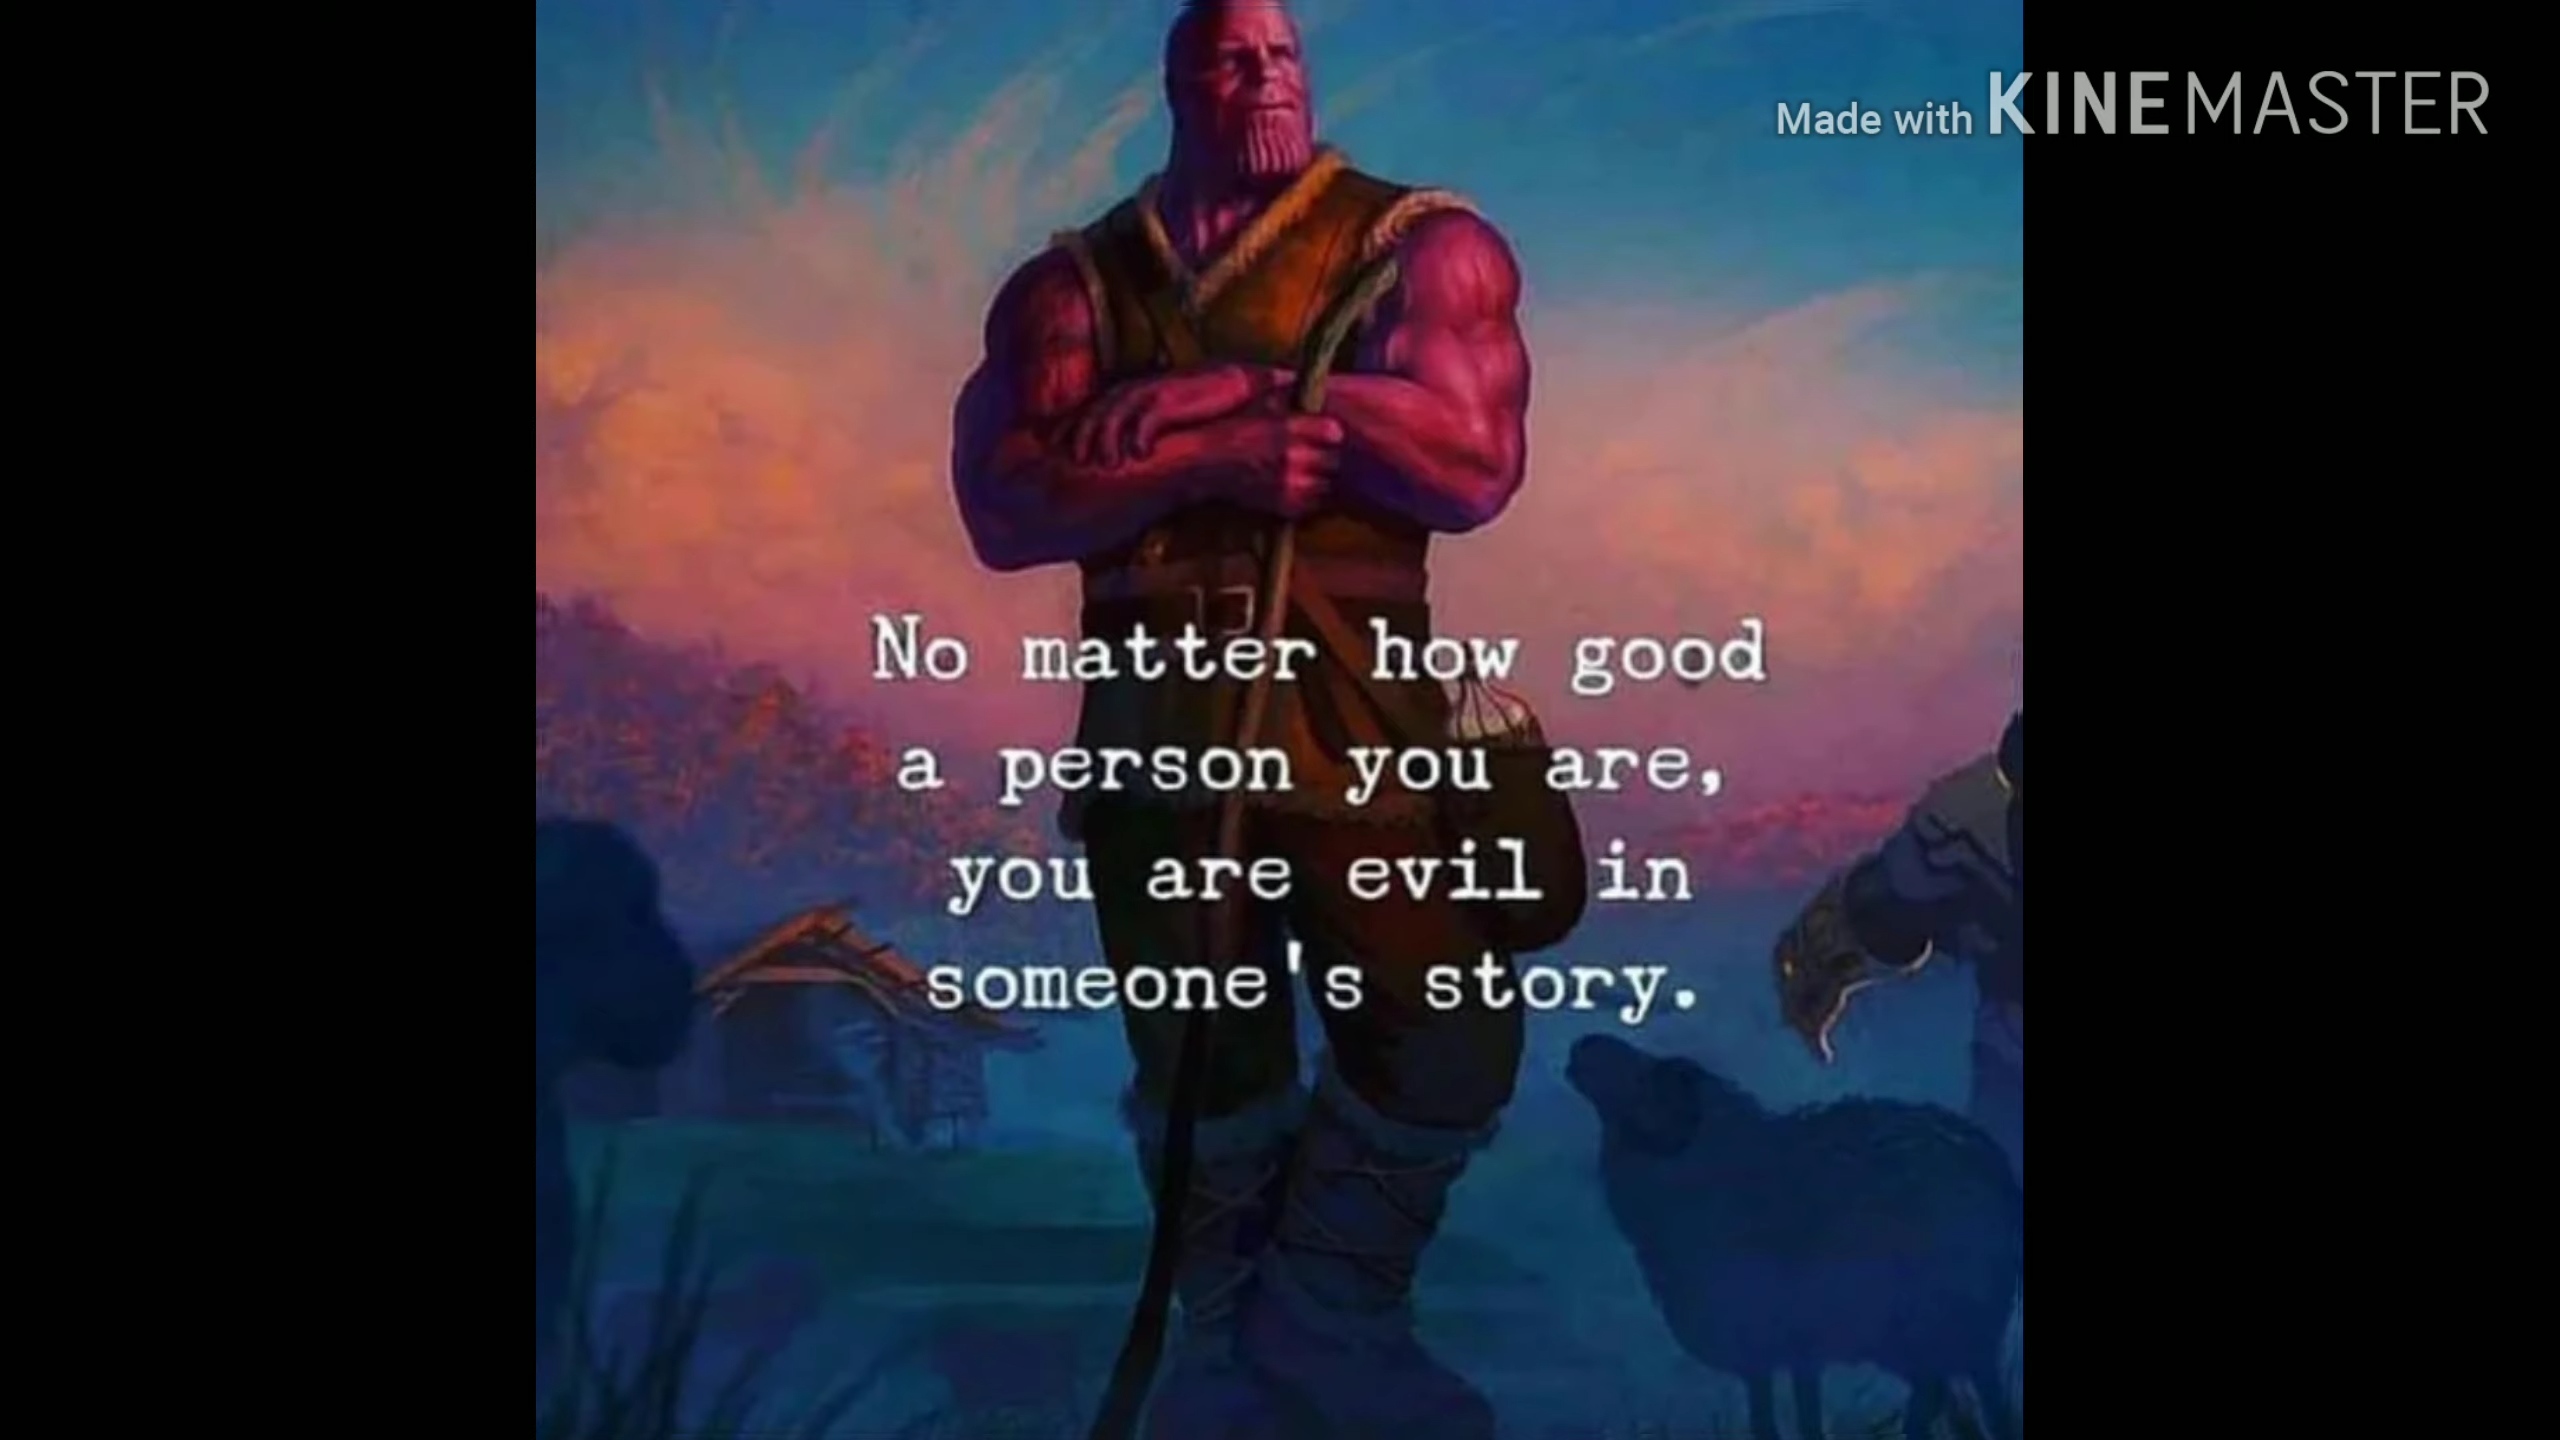 Made with KINEMASTER
No matter how good
a person you are,
you are evil in
someone's story.